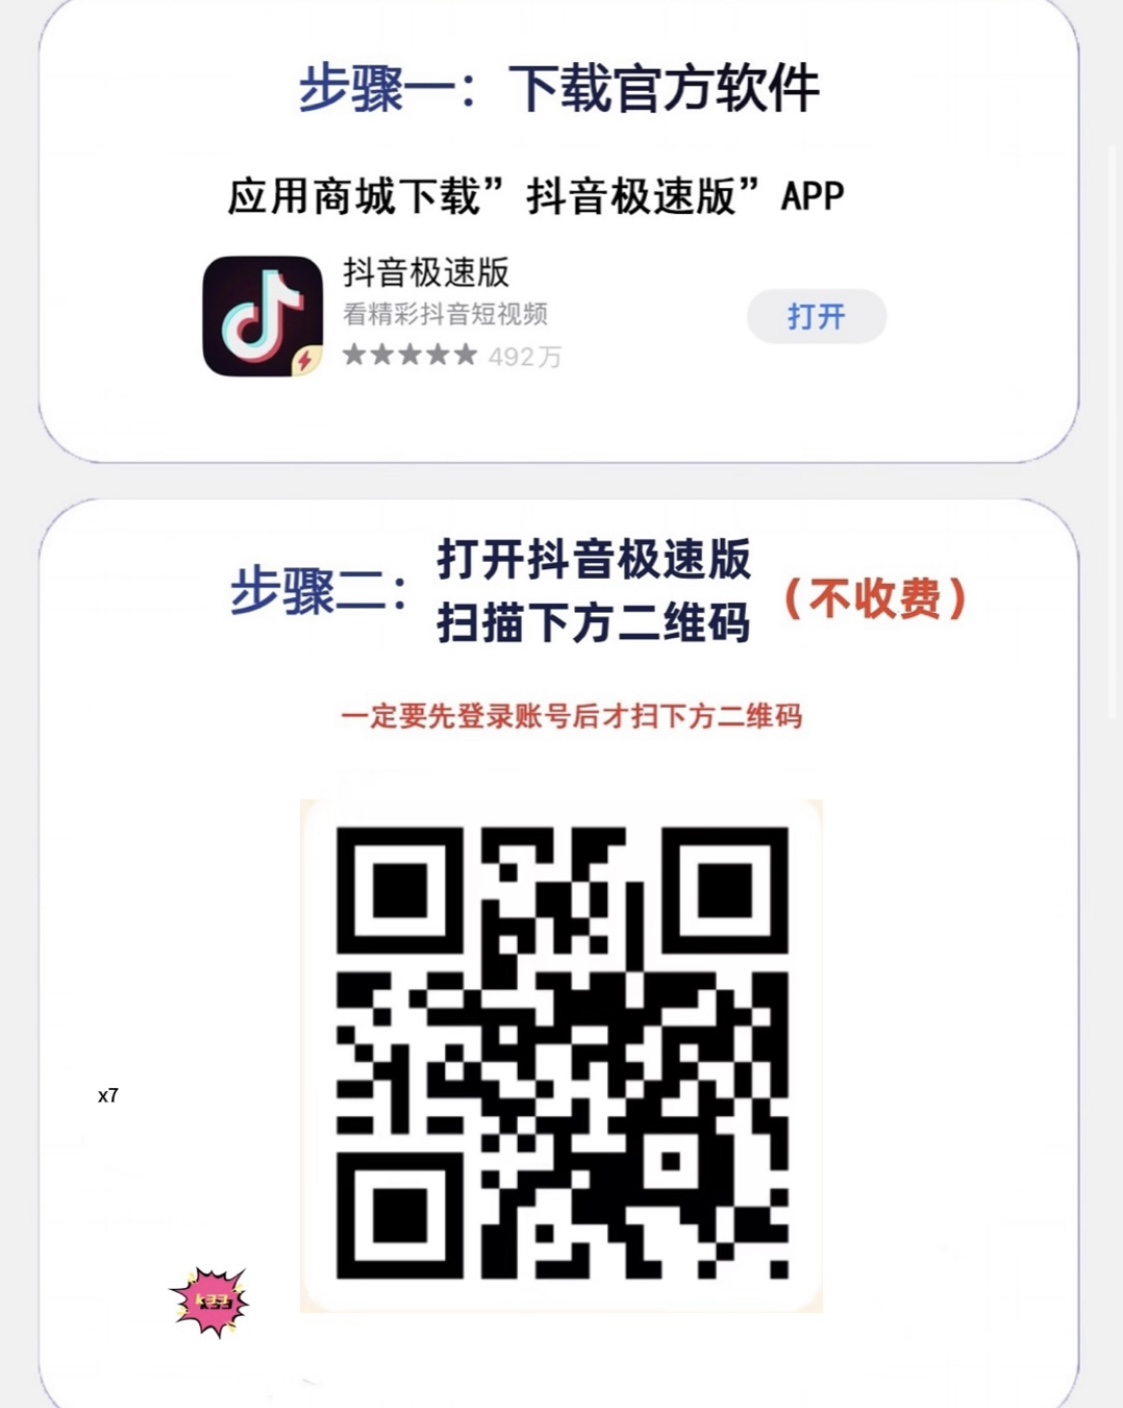 步骤一：下载官方软件
应用商城下载”抖音极速版”APP
抖音极速版
看精彩抖音短视频
492万
打开
步骤二：
打开抖音极速版
扫描下方二维码
（不收费）
一定要先登录账号后才扫下方二维码
x7
k33